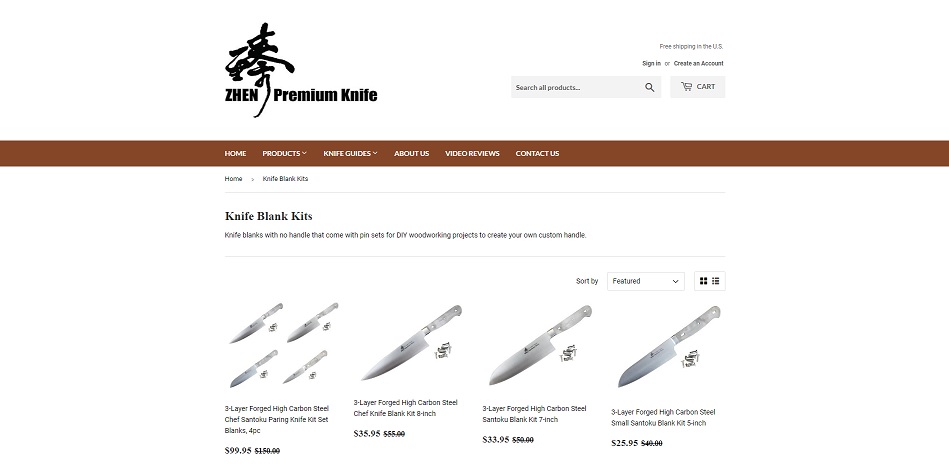 臻
ZHEN Premium Knife
Free shipping in the U.S.
Sign in or Create an Account
Search all products...
CART
HOME PRODUCTS KNIFE GUIDES ABOUT US VIDEO REVIEWS CONTACT US
Home › Knife Blank Kits
Knife Blank Kits
Knife blanks with no handle that come with pin sets for DIY woodworking projects to create your own custom handle.
Sort by Featured
3-Layer Forged High Carbon Steel
Chef Santoku Paring Knife Kit Set
Blanks, 4pc
$99.95 $150.00
3-Layer Forged High Carbon Steel
Chef Knife Blank Kit 8-inch
$35.95 $55.00
3-Layer Forged High Carbon Steel
Santoku Blank Kit 7-inch
$33.95 $50.00
3-Layer Forged High Carbon Steel
Small Santoku Blank Kit 5-inch
$25.95 $40.00